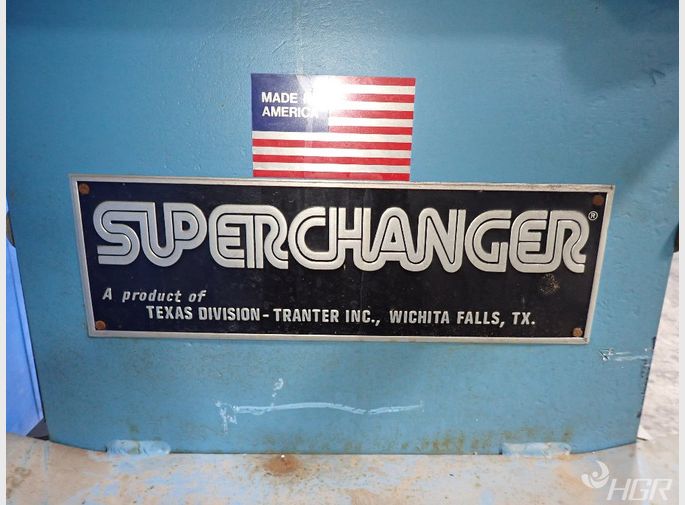 MADE
AMERICA
SUPERCHANGER®
A product of
TEXAS DIVISION - TRANTER INC., WICHITA FALLS, TX.
HGR